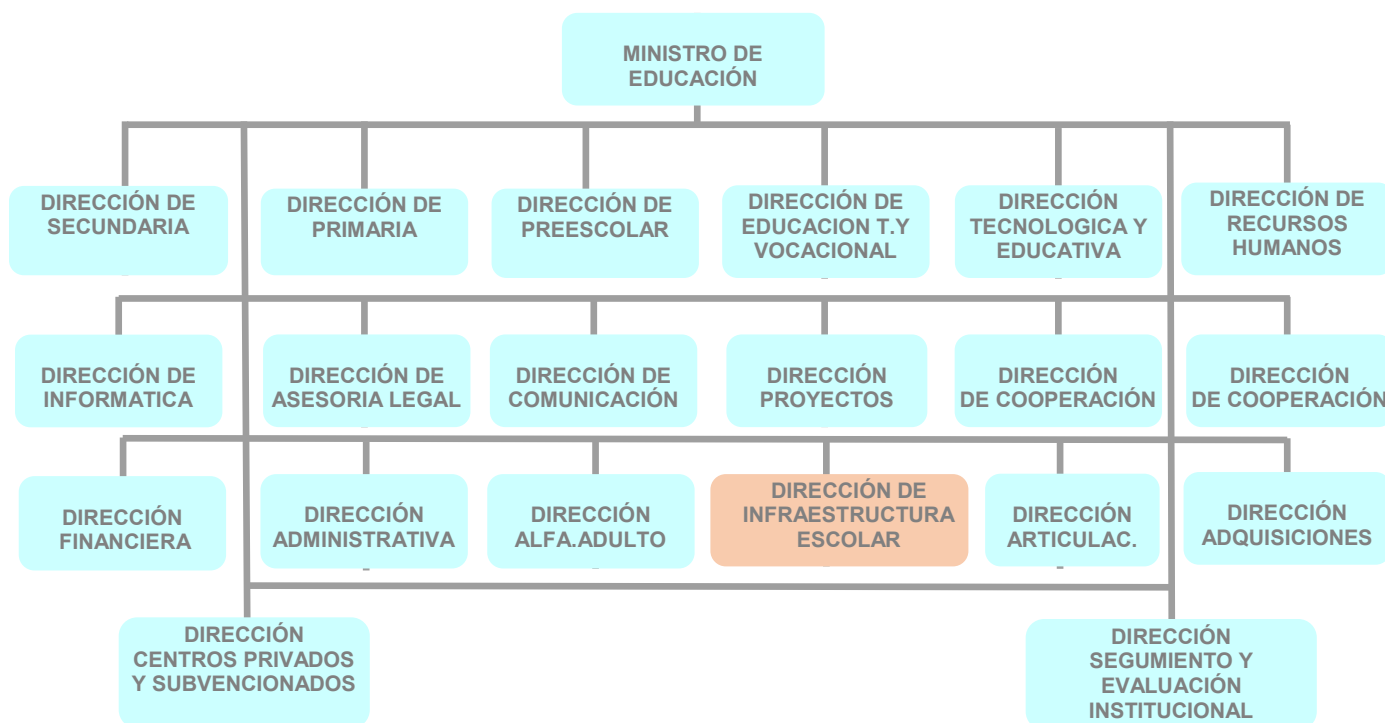 MINISTRO DE
EDUCACIÓN
DIRECCIÓN DE
SECUNDARIA
DIRECCIÓN DE
PRIMARIA
DIRECCIÓN DE
PREESCOLAR
DIRECCIÓN DE
EDUCACION T.Y
VOCACIONAL
DIRECCIÓN
TECNOLOGICA Y
EDUCATIVA
DIRECCIÓN DE
RECURSOS
HUMANOS
DIRECCIÓN DE
INFORMATICA
DIRECCIÓN DE
ASESORIA LEGAL
DIRECCIÓN DE
COMUNICACIÓN
DIRECCIÓN
PROYECTOS
DIRECCIÓN
DE COOPERACIÓN
DIRECCIÓN
DE COOPERACIÓN
DIRECCIÓN
FINANCIERA
DIRECCIÓN
ADMINISTRATIVA
DIRECCIÓN
ALFA.ADULTO
DIRECCIÓN DE
INFRAESTRUCTURA
ESCOLAR
DIRECCIÓN
ARTICULAC.
DIRECCIÓN
ADQUISICIONES
DIRECCIÓN
CENTROS PRIVADOS
Y SUBVENCIONADOS
DIRECCIÓN
SEGUMIENTO Y
EVALUACIÓN
INSTITUCIONAL